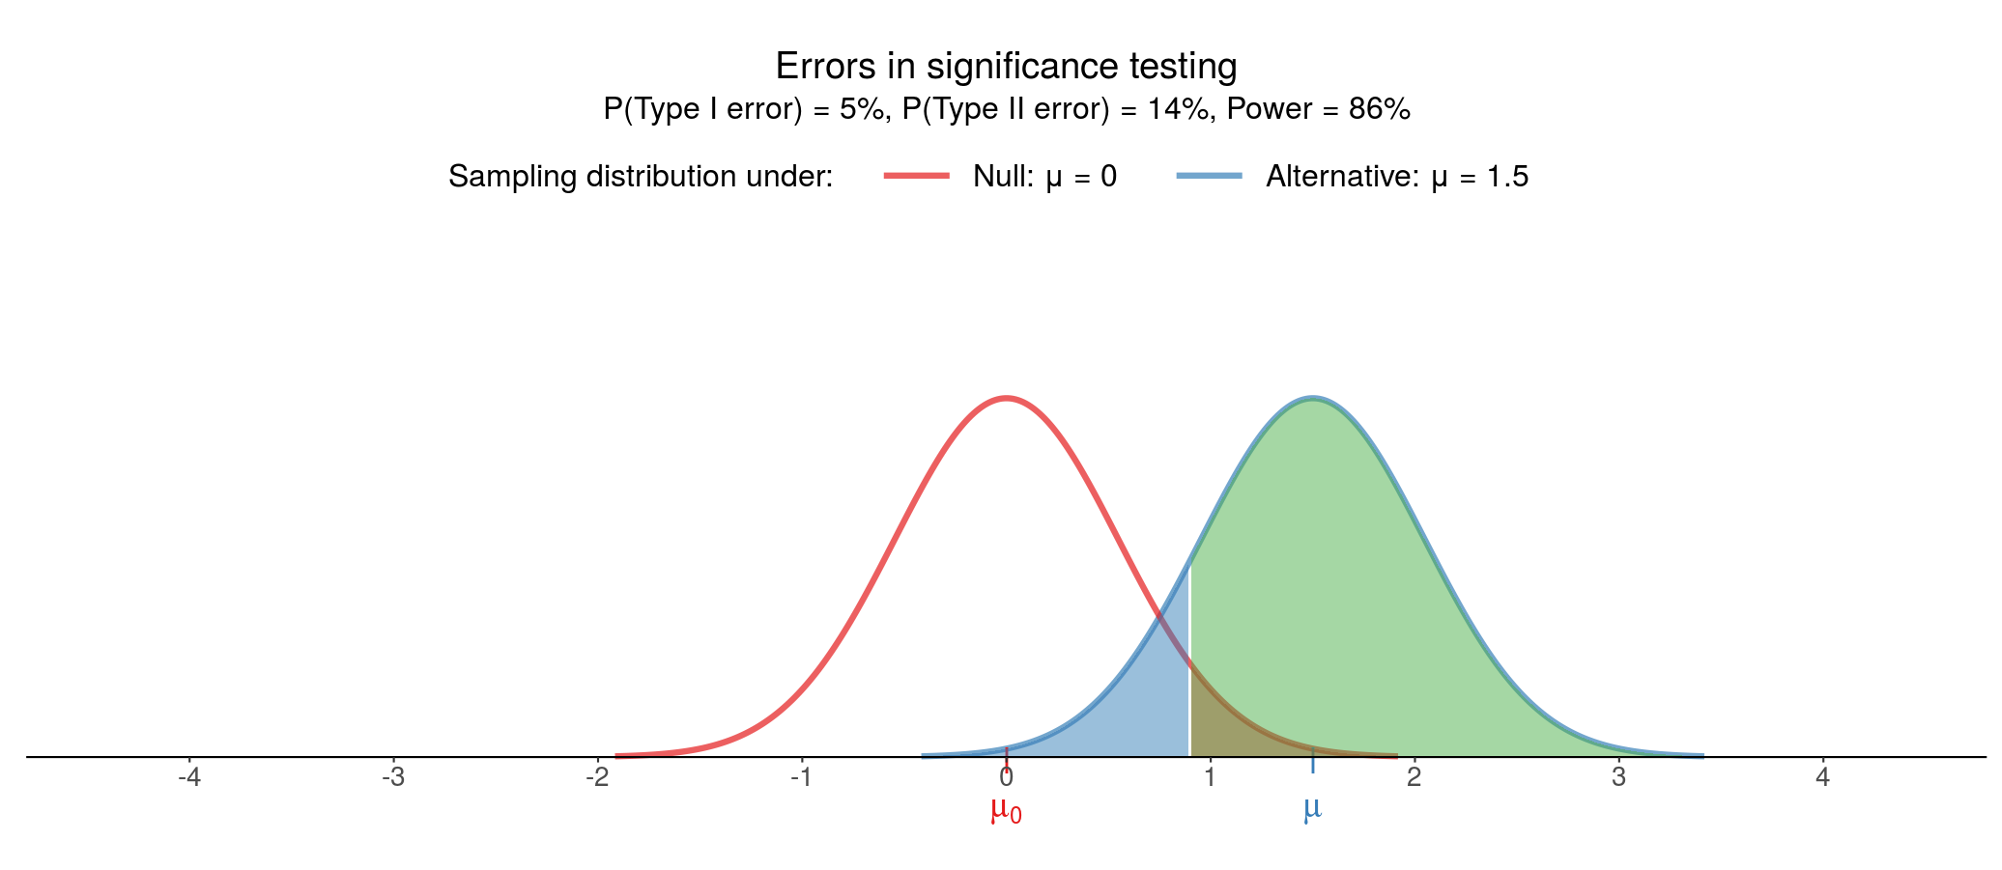 Errors in significance testing
P(Type I error) = 5%, P(Type II error) = 14%, Power = 86%
Sampling distribution under: Null: μ = 0 Alternative: μ = 1.5
-4 -3 -2 -1 0 1 2 3 4
μ₀ μ